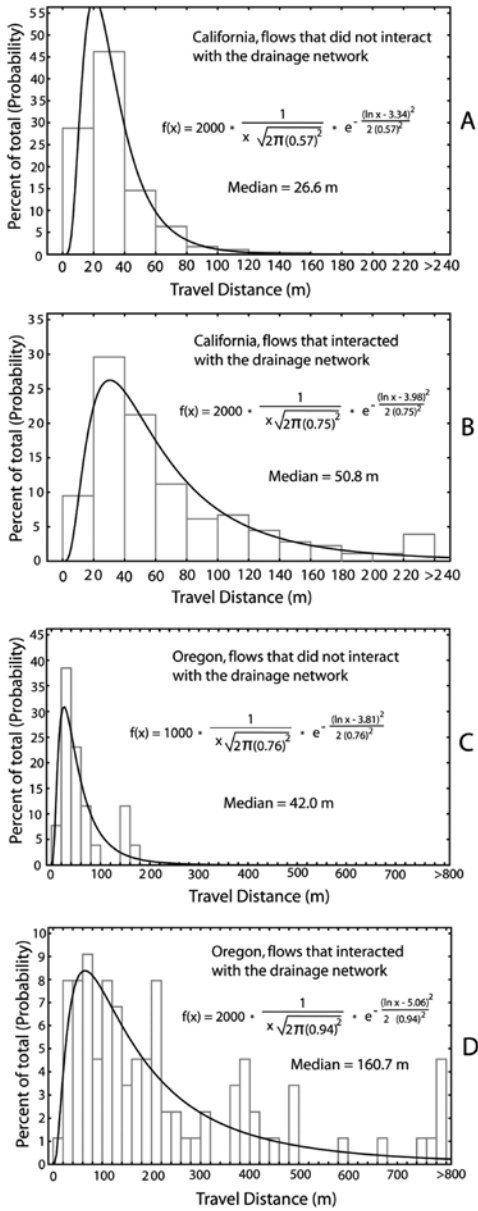 55
50
45
40
35
30
25
20
15
10
5
0
Percent of total (Probability)
California, flows that did not interact
with the drainage network
f(x) = 2000 * 1 / x √2π(0.57)² * e^- (ln x - 3.34)² / 2 (0.57)²
Median = 26.6 m
A
0 20 40 60 80 100 120 140 160 180 200 220 >240
Travel Distance (m)
35
30
25
20
15
10
5
0
Percent of total (Probability)
California, flows that interacted
with the drainage network
f(x) = 2000 * 1 / x√2π(0.75)² * e^- (ln x - 3.98)² / 2 (0.75)²
Median = 50.8 m
B
0 20 40 60 80 100 120 140 160 180 200 220 >240
Travel Distance (m)
45
40
35
30
25
20
15
10
5
0
Percent of total (Probability)
Oregon, flows that did not interact
with the drainage network
f(x) = 1000 * 1 / x√2π(0.76)² * e^- (ln x - 3.81)² / 2 (0.76)²
Median = 42.0 m
C
0 100 200 300 400 500 600 700 >800
Travel Distance (m)
10
9
8
7
6
5
4
3
2
1
0
Percent of total (Probability)
Oregon, flows that interacted
with the drainage network
f(x) = 2000 * 1 / x√2π(0.94)² * e^- (ln x - 5.06)² / 2 (0.94)²
Median = 160.7 m
D
0 100 200 300 400 500 600 700 >800
Travel Distance (m)